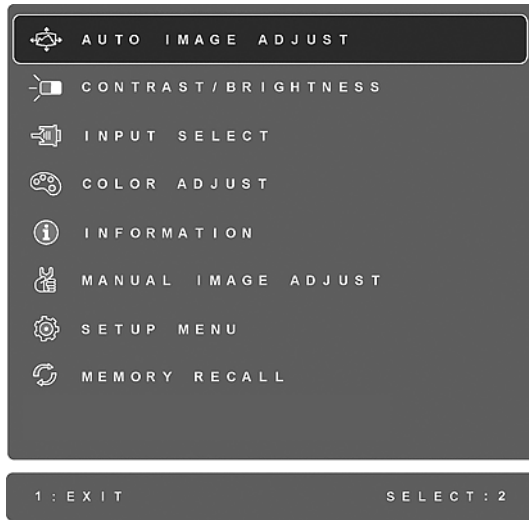 AUTO IMAGE ADJUST
CONTRAST/BRIGHTNESS
INPUT SELECT
COLOR ADJUST
INFORMATION
MANUAL IMAGE ADJUST
SETUP MENU
MEMORY RECALL
1:EXIT SELECT:2